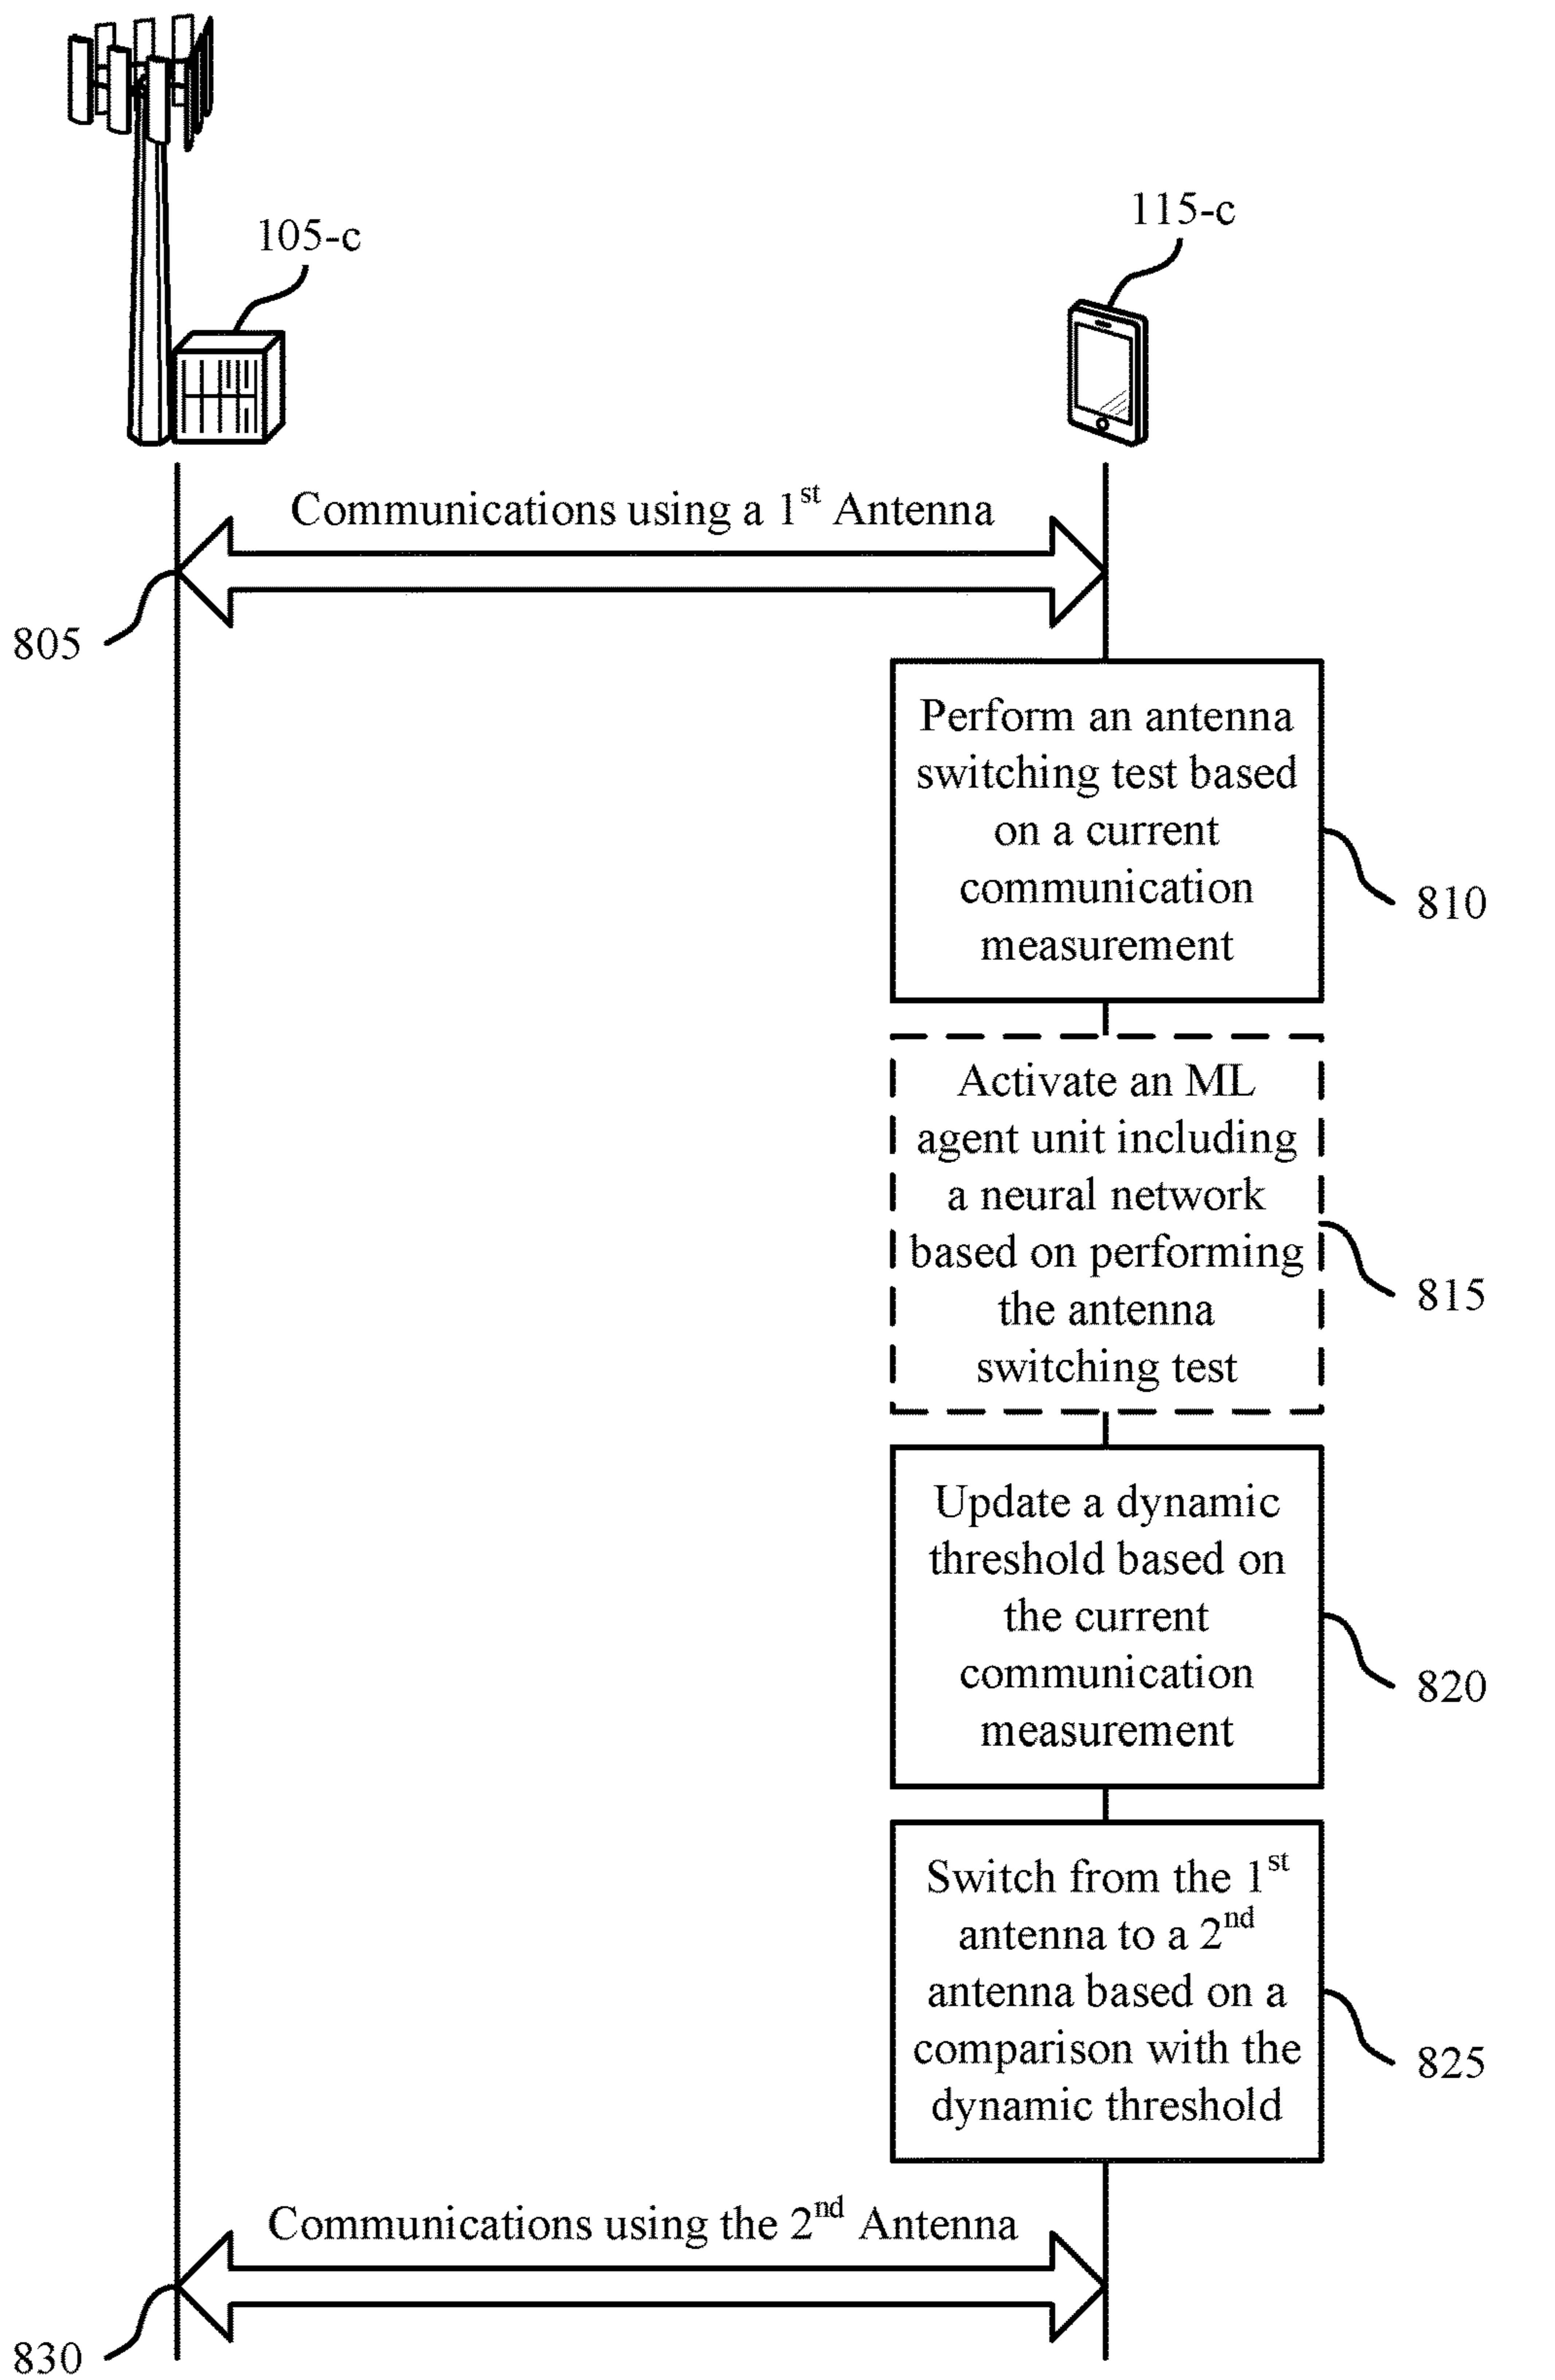 105-c
115-c
Communications using a 1st Antenna
805
Perform an antenna
switching test based
on a current
communication
measurement
810
Activate an ML
agent unit including
a neural network
based on performing
the antenna
switching test
815
Update a dynamic
threshold based on
the current
communication
measurement
820
Switch from the 1st
antenna to a 2nd
antenna based on a
comparison with the
dynamic threshold
825
Communications using the 2nd Antenna
830